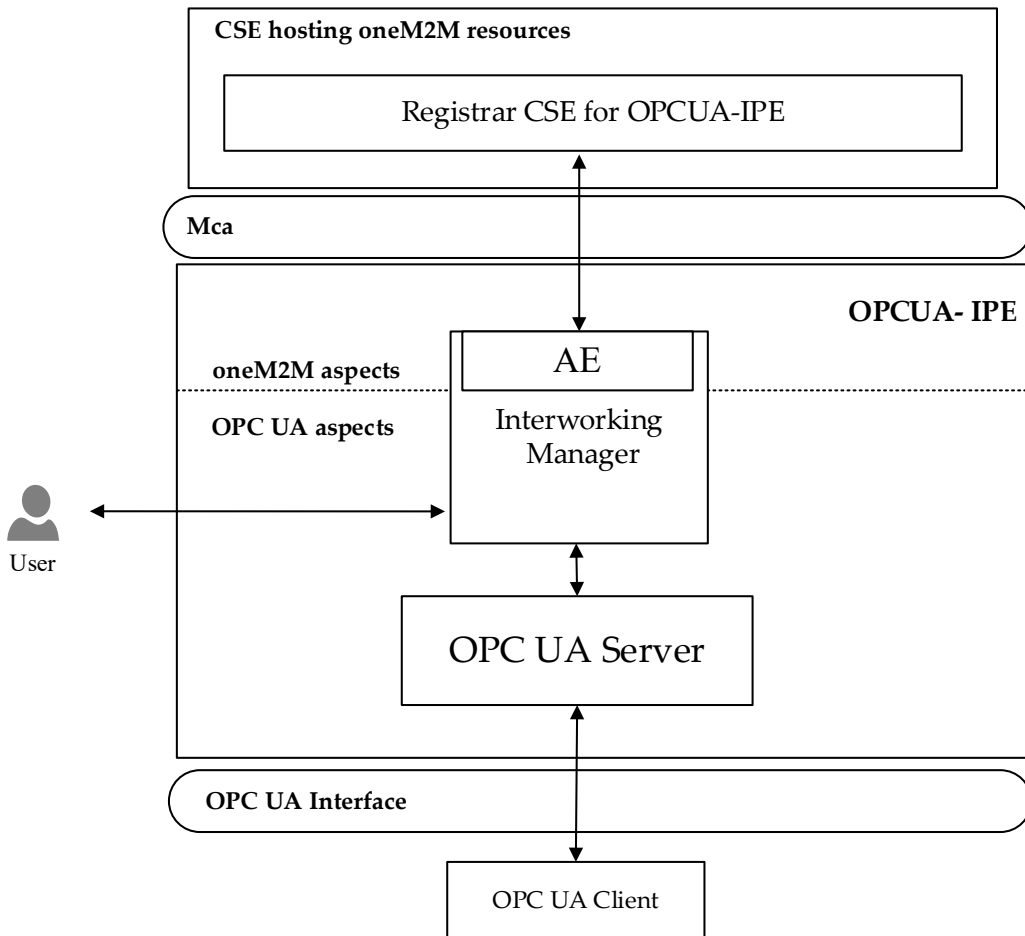 CSE hosting oneM2M resources
Registrar CSE for OPCUA-IPE
Mca
OPCUA- IPE
AE
oneM2M aspects
OPC UA aspects
Interworking
Manager
User
OPC UA Server
OPC UA Interface
OPC UA Client